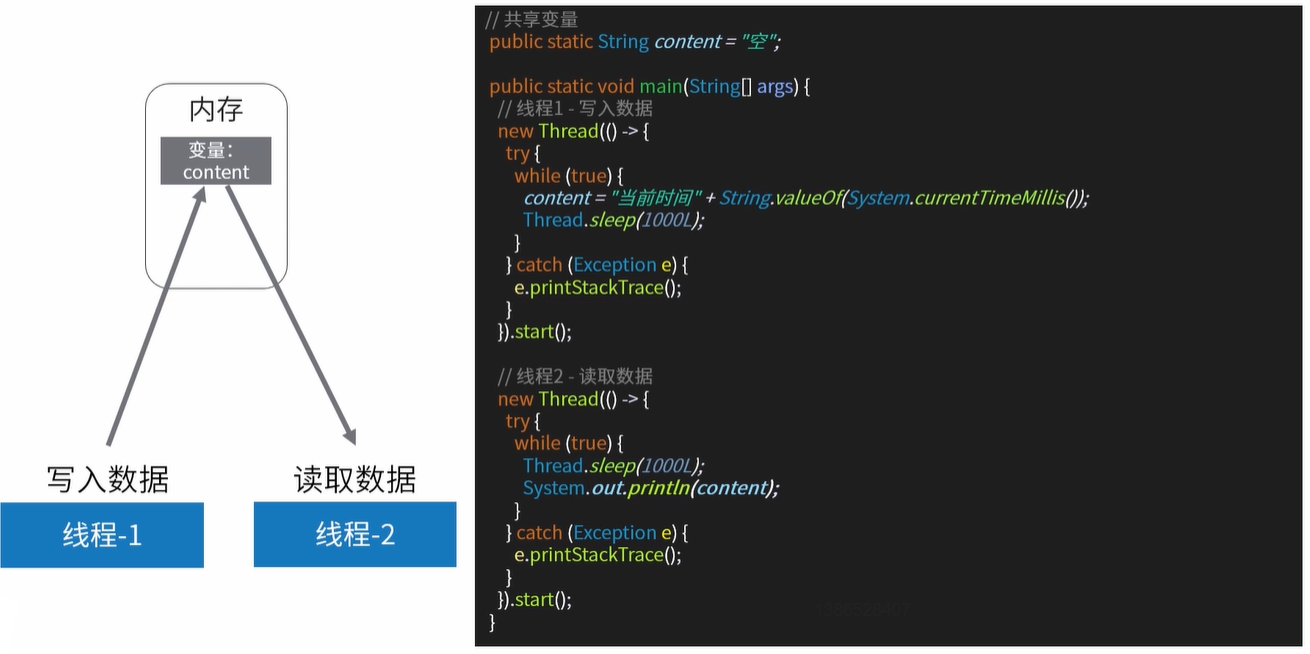 内存
变量：
content
写入数据
读取数据
线程-1
线程-2
// 共享变量
public static String content = "空";
public static void main(String[] args) {
// 线程1 - 写入数据
new Thread(() -> {
try {
while (true) {
content = "当前时间" + String.valueOf(System.currentTimeMillis());
Thread.sleep(1000L);
}
} catch (Exception e) {
e.printStackTrace();
}
}).start();
// 线程2 - 读取数据
new Thread(() -> {
try {
while (true) {
Thread.sleep(1000L);
System.out.println(content);
}
} catch (Exception e) {
e.printStackTrace();
}
}).start();
}